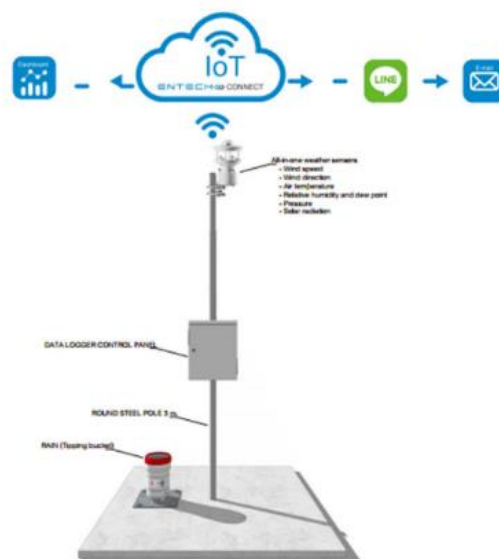 Dashboard
IoT
ENTECH CONNECT
LINE
E-mail
All-in-one weather sensors
- Wind speed
- Wind direction
- Air temperature
- Relative humidity and dew point
- Pressure
- Solar radiation
DATA LOGGER CONTROL PANEL
ROUND STEEL POLE 3
RAIN (Tipping bucket)